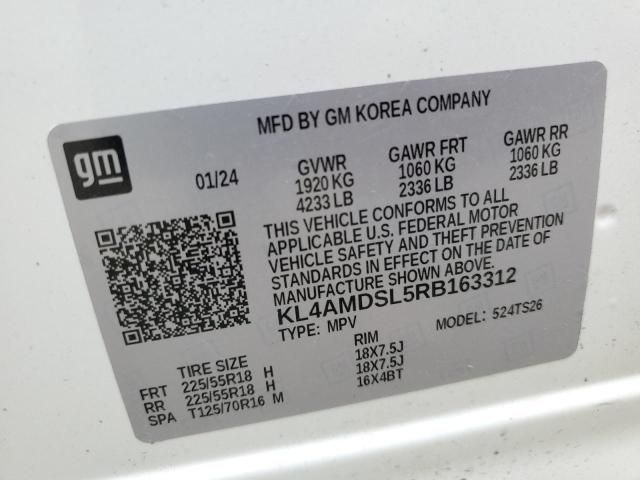 gm
MFD BY GM KOREA COMPANY
01/24
GVWR
1920 KG
4233 LB
GAWR FRT
1060 KG
2336 LB
GAWR RR
1060 KG
2336 LB
THIS VEHICLE CONFORMS TO ALL
APPLICABLE U.S. FEDERAL MOTOR
VEHICLE SAFETY AND THEFT PREVENTION
STANDARDS IN EFFECT ON THE DATE OF
MANUFACTURE SHOWN ABOVE.
KL4AMDSL5RB163312
TYPE: MPV MODEL: 524TS26
TIRE SIZE RIM
FRT 225/55R18 H 18X7.5J
RR 225/55R18 H 18X7.5J
SPA T125/70R16 M 16X4BT